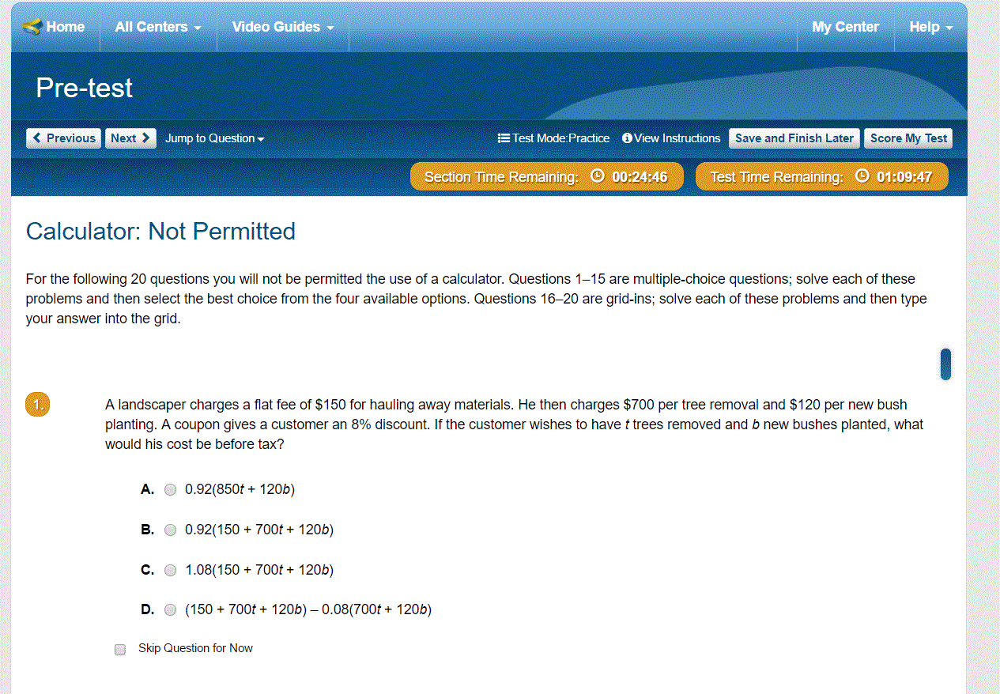 Home All Centers Video Guides My Center Help
Pre-test
Previous Next Jump to Question Test Mode:Practice View Instructions Save and Finish Later Score My Test
Section Time Remaining: 00:24:46 Test Time Remaining: 01:09:47
Calculator: Not Permitted
For the following 20 questions you will not be permitted the use of a calculator. Questions 1–15 are multiple-choice questions; solve each of these
problems and then select the best choice from the four available options. Questions 16–20 are grid-ins; solve each of these problems and then type
your answer into the grid.
1. A landscaper charges a flat fee of $150 for hauling away materials. He then charges $700 per tree removal and $120 per new bush
planting. A coupon gives a customer an 8% discount. If the customer wishes to have t trees removed and b new bushes planted, what
would his cost be before tax?
A. 0.92(850t + 120b)
B. 0.92(150 + 700t + 120b)
C. 1.08(150 + 700t + 120b)
D. (150 + 700t + 120b) – 0.08(700t + 120b)
Skip Question for Now